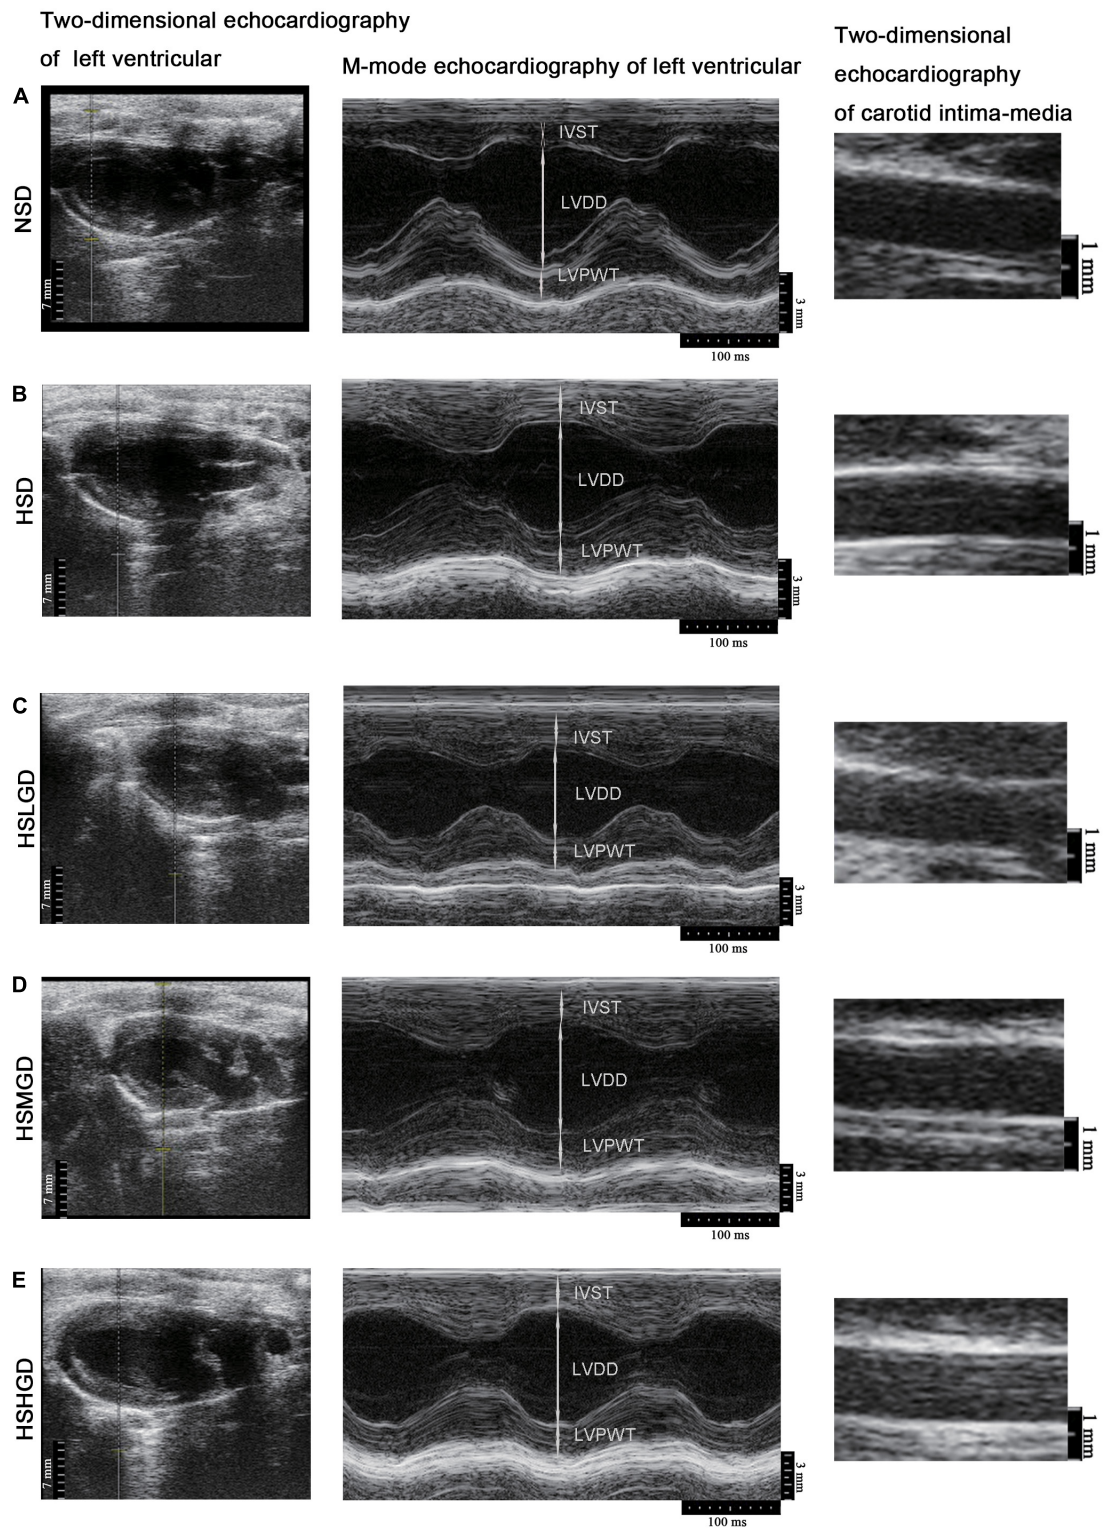 Two-dimensional echocardiography
of left ventricular
M-mode echocardiography of left ventricular
Two-dimensional
echocardiography
of carotid intima-media
A
NSD
7 mm
IVST
LVDD
LVPWT
3 mm
100 ms
1 mm
B
HSD
7 mm
IVST
LVDD
LVPWT
3 mm
100 ms
1 mm
C
HSLGD
7 mm
IVST
LVDD
LVPWT
3 mm
100 ms
1 mm
D
HSMGD
7 mm
IVST
LVDD
LVPWT
3 mm
100 ms
1 mm
E
HSHGD
7 mm
IVST
LVDD
LVPWT
3 mm
100 ms
1 mm